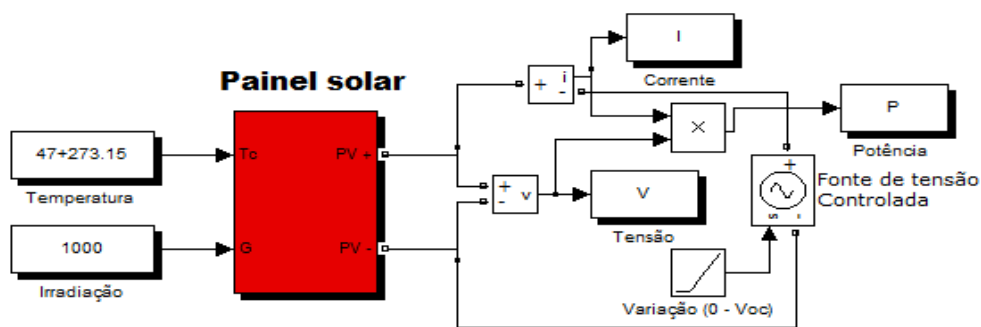 I
Corrente
Painel solar
+ i -
47+273.15
Temperatura
Tc
PV +
×
P
Potência
+
-
v
V
Tensão
+
s
-
Fonte de tensão
Controlada
1000
Irradiação
G
PV -
Variação (0 - Voc)